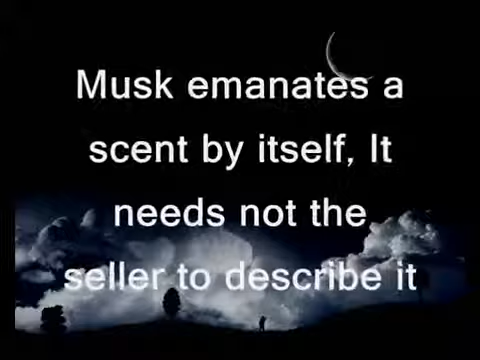 Musk emanates a
scent by itself, It
needs not the
seller to describe it